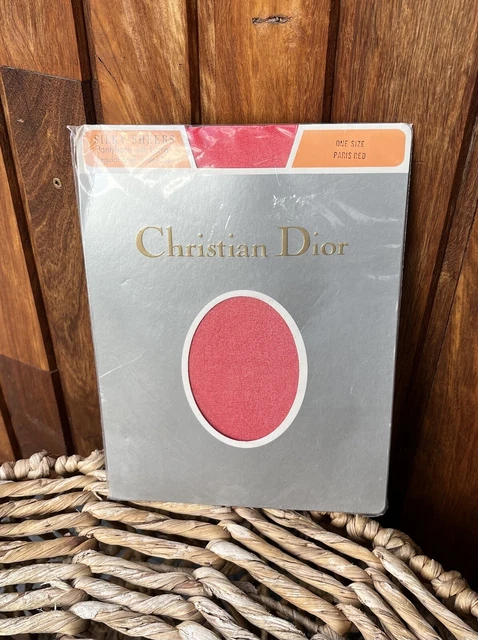 SILKY SHEERS
ONE SIZE
PARIS RED
Christian Dior